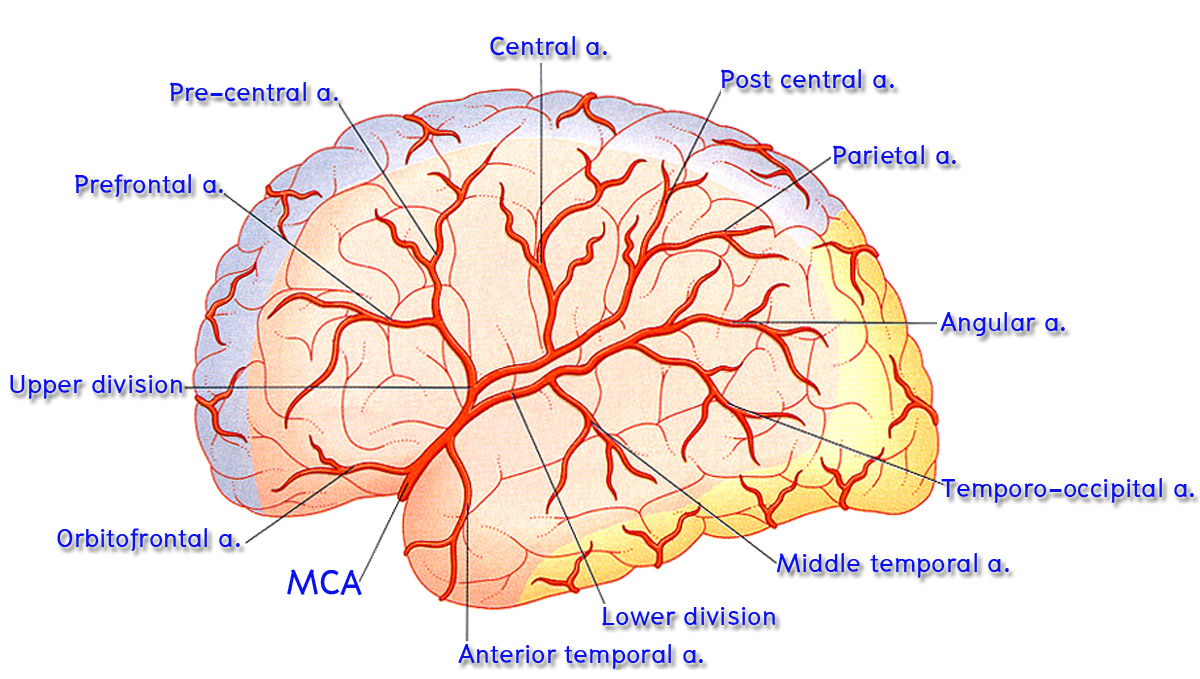 Central a.
Post central a.
Pre-central a.
Parietal a.
Prefrontal a.
Angular a.
Upper division
Temporo-occipital a.
Orbitofrontal a.
Middle temporal a.
MCA
Lower division
Anterior temporal a.